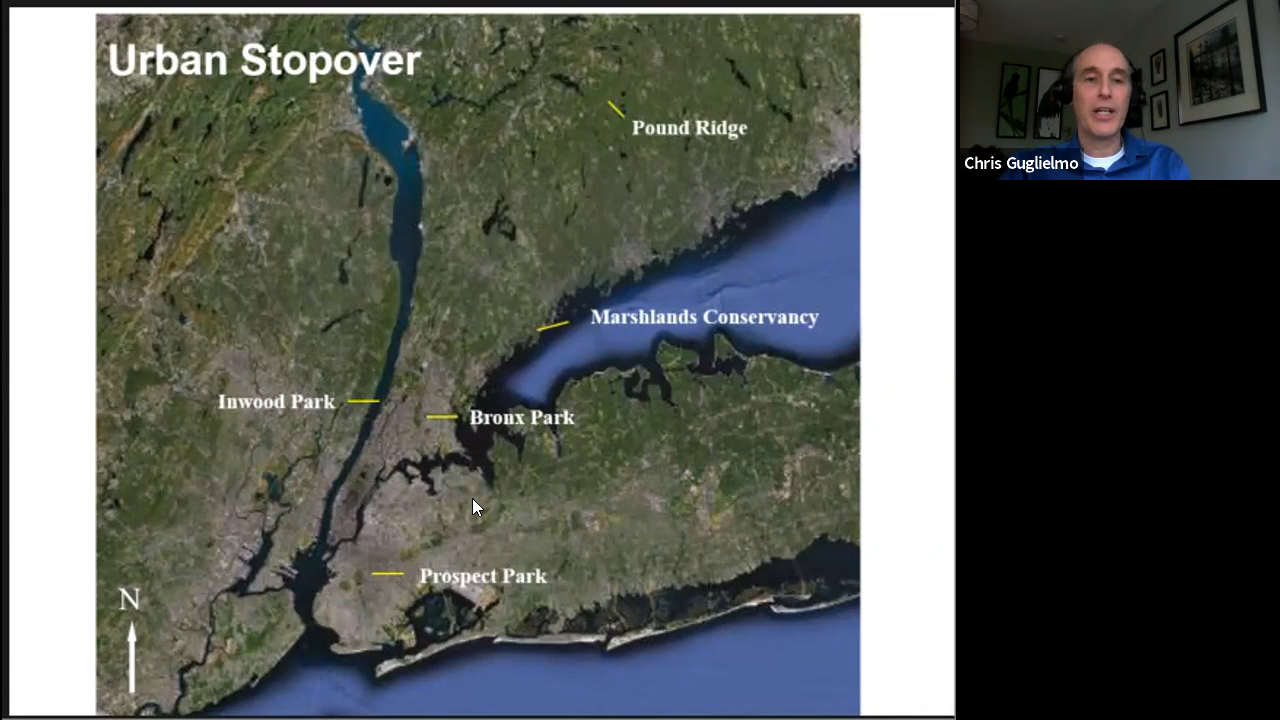 Urban Stopover
Pound Ridge
Chris Guglielmo
Marshlands Conservancy
Inwood Park
Bronx Park
Prospect Park
N